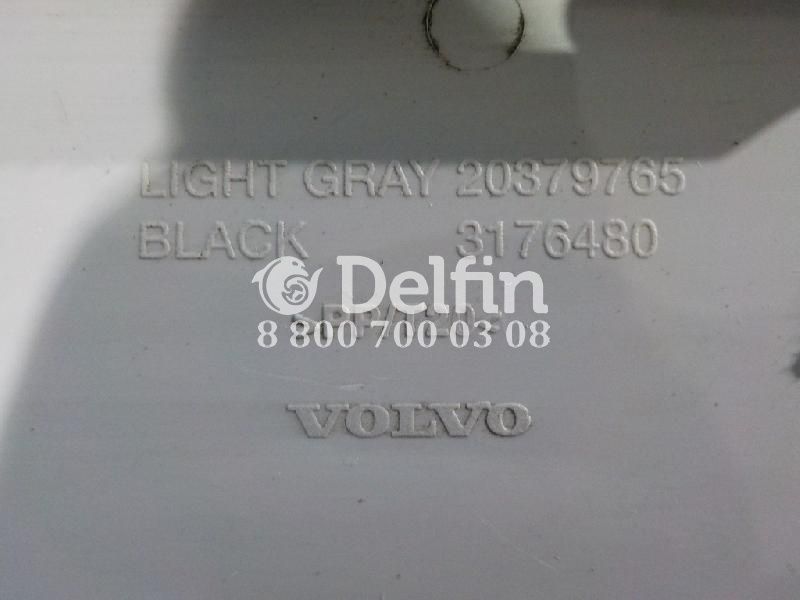 LIGHT GRAY 20379765
BLACK 3176480
Delfin
8 800 700 03 08
VOLVO